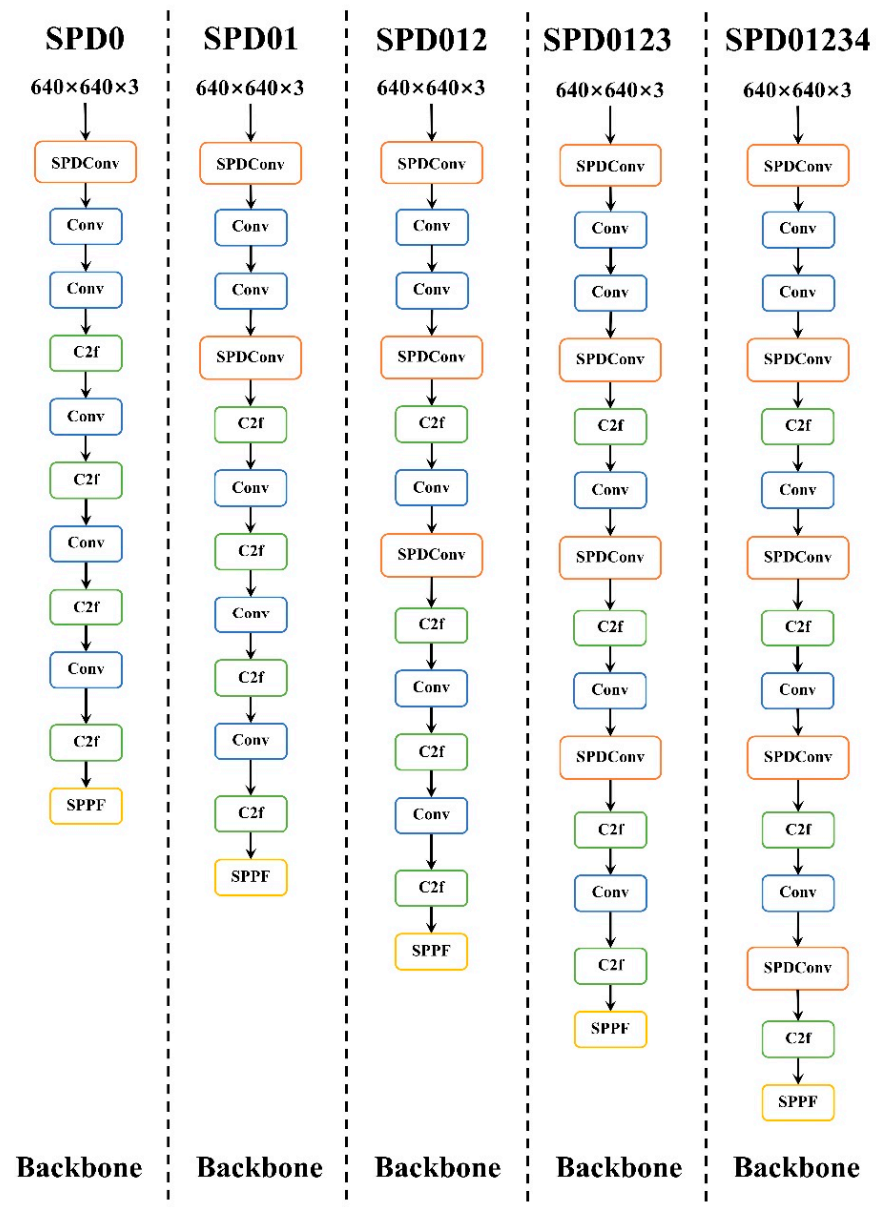 SPD0
640×640×3
SPDConv
Conv
Conv
C2f
Conv
C2f
Conv
C2f
Conv
C2f
SPPF
Backbone
SPD01
640×640×3
SPDConv
Conv
Conv
SPDConv
C2f
Conv
C2f
Conv
C2f
Conv
C2f
SPPF
Backbone
SPD012
640×640×3
SPDConv
Conv
Conv
SPDConv
C2f
Conv
SPDConv
C2f
Conv
C2f
Conv
C2f
SPPF
Backbone
SPD0123
640×640×3
SPDConv
Conv
Conv
SPDConv
C2f
Conv
SPDConv
C2f
Conv
SPDConv
C2f
Conv
C2f
SPPF
Backbone
SPD01234
640×640×3
SPDConv
Conv
Conv
SPDConv
C2f
Conv
SPDConv
C2f
Conv
SPDConv
C2f
Conv
SPDConv
C2f
SPPF
Backbone